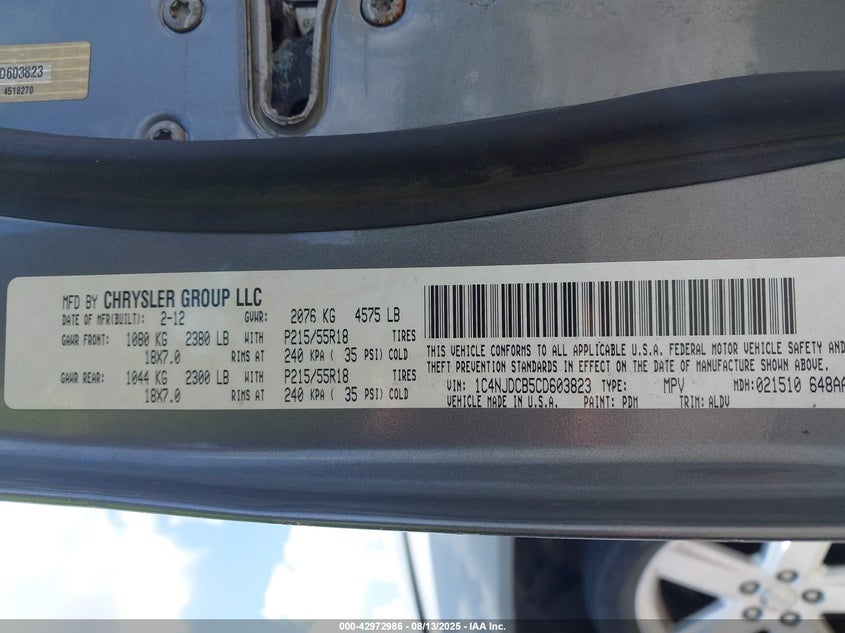 D603823
4518270
MFD BY CHRYSLER GROUP LLC
DATE OF MFR(BUILT): 2-12 GVWR: 2076 KG 4575 LB
GAWR FRONT: 1080 KG 2380 LB WITH P215/55R18 TIRES
18X7.0 RIMS AT 240 KPA ( 35 PSI) COLD
GAWR REAR: 1044 KG 2300 LB WITH P215/55R18 TIRES
18X7.0 RIMS AT 240 KPA ( 35 PSI) COLD
THIS VEHICLE CONFORMS TO ALL APPLICABLE U.S.A. FEDERAL MOTOR VEHICLE SAFETY AND
THEFT PREVENTION STANDARDS IN EFFECT ON THE DATE OF MANUFACTURE SHOWN ABOVE.
VIN: 1C4NJDCB5CD603823 TYPE: MPV MDH:021510 648AA
VEHICLE MADE IN U.S.A. PAINT: PDM TRIM: ALDV
000-42972986 - 08/13/2025 - IAA Inc.